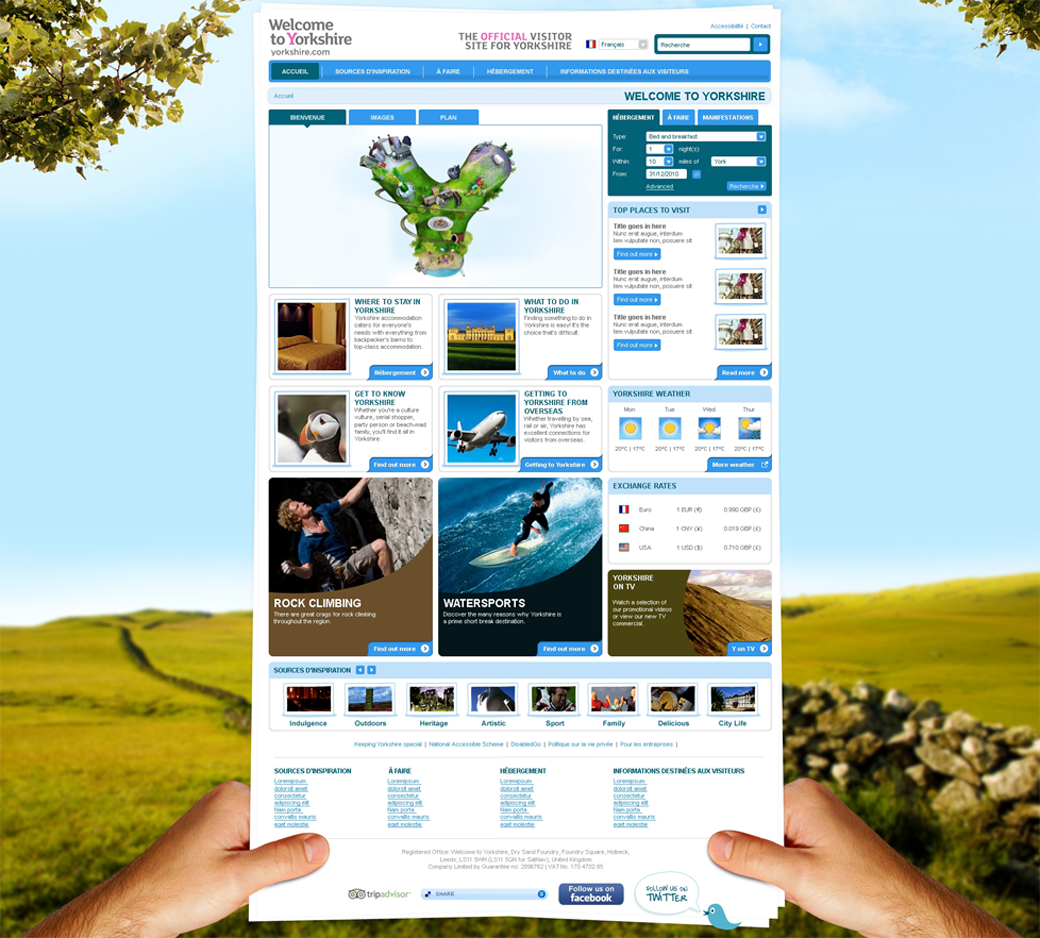 Welcome
to Yorkshire
yorkshire.com
THE OFFICIAL VISITOR
SITE FOR YORKSHIRE
Français
Accessibilité | Contact
Recherche
ACCUEIL
SOURCES D'INSPIRATION
À FAIRE
HÉBERGEMENT
INFORMATIONS DESTINÉES AUX VISITEURS
Accueil
WELCOME TO YORKSHIRE
BIENVENUE
IMAGES
PLAN
HÉBERGEMENT
À FAIRE
MANIFESTATIONS
Type: Bed and breakfast
For: 1 night(s)
Within: 10 miles of York
From: 31/12/2010
Advanced
Recherche
TOP PLACES TO VISIT
Title goes in here
Nunc erat augue, interdum
tem vulputate non, posuere sit
Find out more
Title goes in here
Nunc erat augue, interdum
tem vulputate non, posuere sit
Find out more
Title goes in here
Nunc erat augue, interdum
tem vulputate non, posuere sit
Find out more
Read more
WHERE TO STAY IN
YORKSHIRE
Yorkshire accommodation
caters for everyone's
needs with everything from
backpacker's barns to
top-class accommodation.
Hébergement
WHAT TO DO IN
YORKSHIRE
Finding something to do in
Yorkshire is easy! It's the
choice that's difficult.
What to do
GET TO KNOW
YORKSHIRE
Whether you're a culture
vulture, serial shopper,
party person or beach-mad
family, you'll find it all in
Yorkshire.
Find out more
GETTING TO
YORKSHIRE FROM
OVERSEAS
Whether travelling by sea,
rail or air, Yorkshire has
excellent connections for
visitors from overseas.
Getting to Yorkshire
YORKSHIRE WEATHER
Mon Tue Wed Thur
20ºC | 17ºC 20ºC | 17ºC 20ºC | 17ºC 20ºC | 17ºC
More weather
EXCHANGE RATES
Euro 1 EUR (€) 0.990 GBP (£)
China 1 CNY (¥) 0.019 GBP (£)
USA 1 USD ($) 0.710 GBP (£)
ROCK CLIMBING
There are great crags for rock climbing
throughout the region.
Find out more
WATERSPORTS
Discover the many reasons why Yorkshire is
a prime short break destination.
Find out more
YORKSHIRE
ON TV
Watch a selection of
our promotional videos
or view our new TV
commercial.
Y on TV
SOURCES D'INSPIRATION
Indulgence
Outdoors
Heritage
Artistic
Sport
Family
Delicious
City Life
Keeping Yorkshire special | National Accessible Scheme | DisabledGo | Politique sur la vie privée | Pour les entreprises |
SOURCES D'INSPIRATION
Loremipsum
dolorsit amet
consectetur
adipiscing elit
Nam porta
convallis mauris
eget molestie
À FAIRE
Loremipsum
dolorsit amet
consectetur
adipiscing elit
Nam porta
convallis mauris
eget molestie
HÉBERGEMENT
Loremipsum
dolorsit amet
consectetur
adipiscing elit
Nam porta
convallis mauris
eget molestie
INFORMATIONS DESTINÉES AUX VISITEURS
Loremipsum
dolorsit amet
consectetur
adipiscing elit
Nam porta
convallis mauris
eget molestie
Registered Office: Welcome to Yorkshire, Dry Sand Foundry, Foundry Square, Holbeck,
Leeds, LS11 5WH (LS11 5QN for SatNav), United Kingdom
Company Limited by Guarantee no. 2696762 | VAT No. 170 4702 85
tripadvisor
SHARE
Follow us on
facebook
FOLLOW US ON
TWITTER